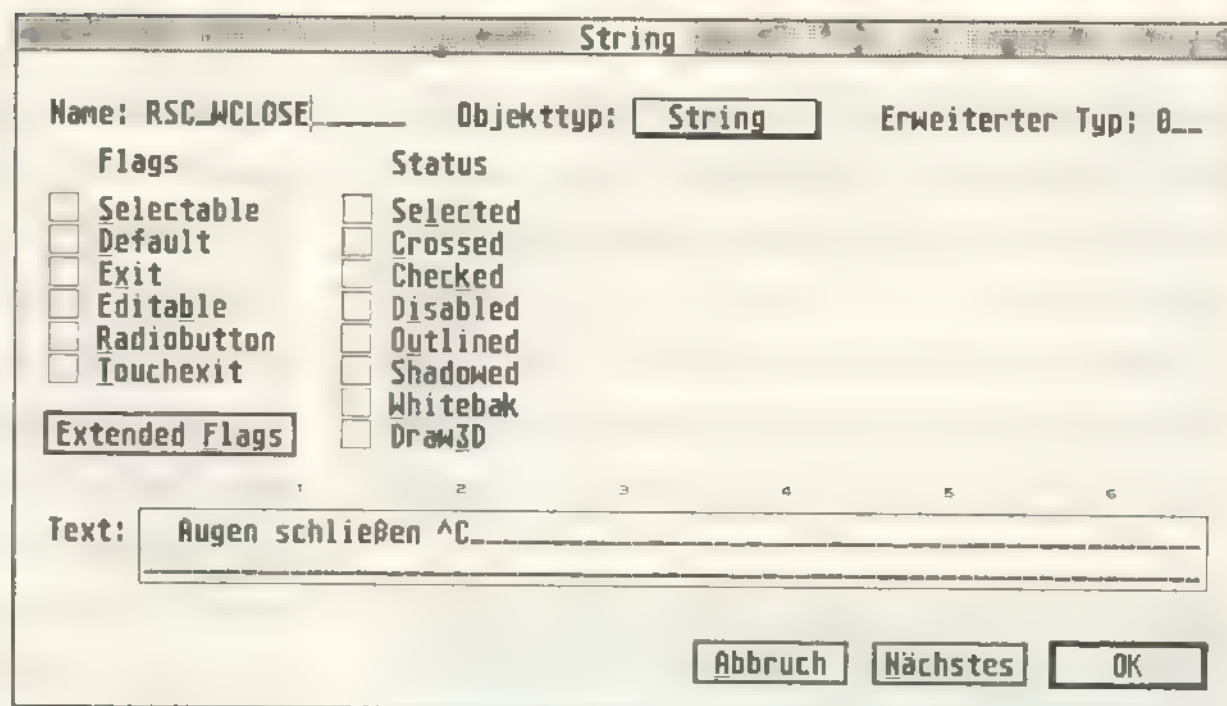 String
Name: RSC_WCLOSE Objekttyp: String Erweiterter Typ: 0
Flags Status
Selectable Selected
Default Crossed
Exit Checked
Editable Disabled
Radiobutton Outlined
Touchexit Shadowed
Whitebak
Extended Flags Draw3D
1 2 3 4 5 6
Text: Augen schließen ^C
Abbruch Nächstes OK